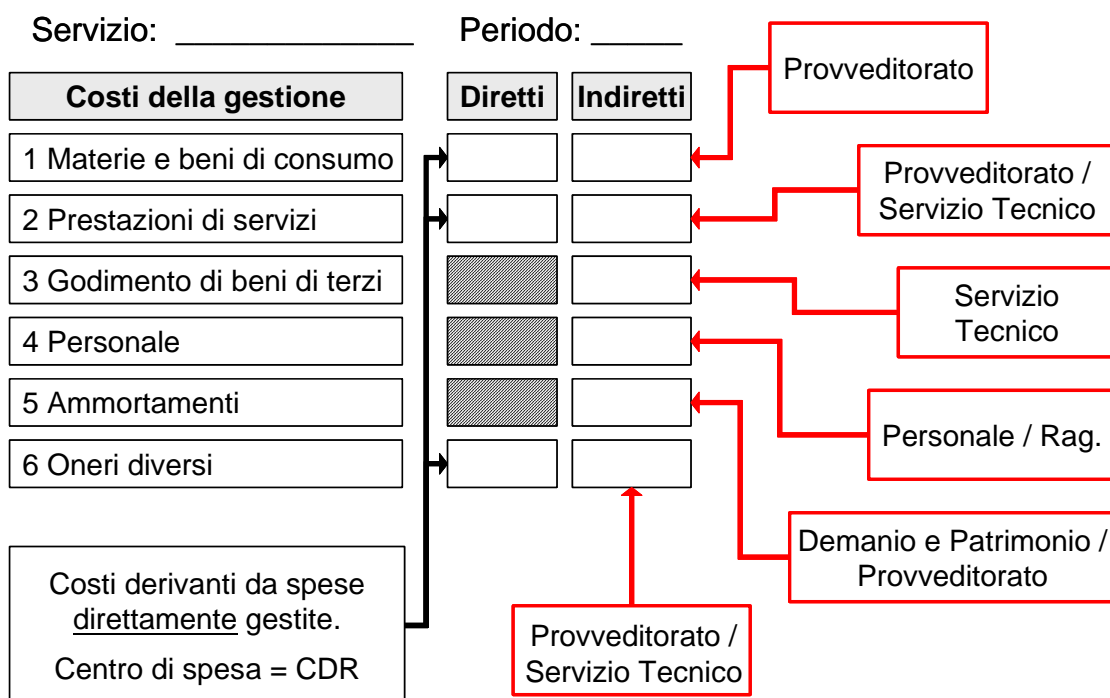 Servizio: _______________ Periodo: _____
Costi della gestione Diretti Indiretti
1 Materie e beni di consumo
2 Prestazioni di servizi
3 Godimento di beni di terzi
4 Personale
5 Ammortamenti
6 Oneri diversi
Costi derivanti da spese
direttamente gestite.
Centro di spesa = CDR
Provveditorato
Provveditorato /
Servizio Tecnico
Servizio
Tecnico
Personale / Rag.
Demanio e Patrimonio /
Provveditorato
Provveditorato /
Servizio Tecnico